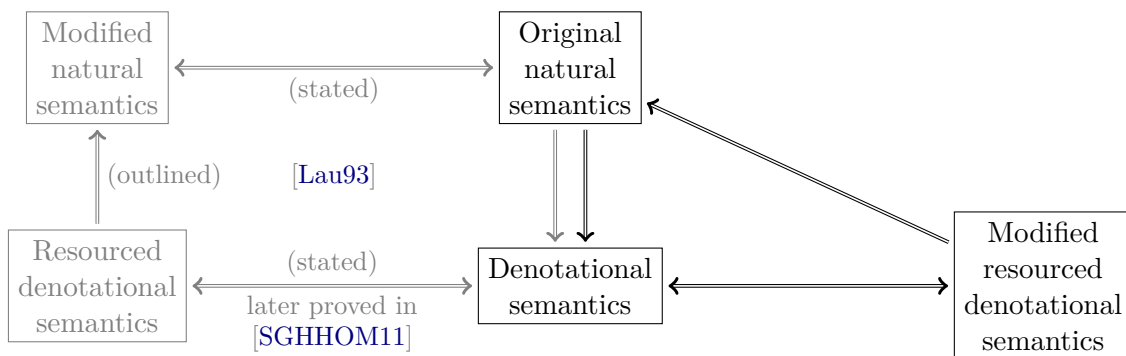 Modified
natural
semantics
(stated)
Original
natural
semantics
(outlined)
[Lau93]
Resourced
denotational
semantics
(stated)
later proved in
[SGHHOM11]
Denotational
semantics
Modified
resourced
denotational
semantics